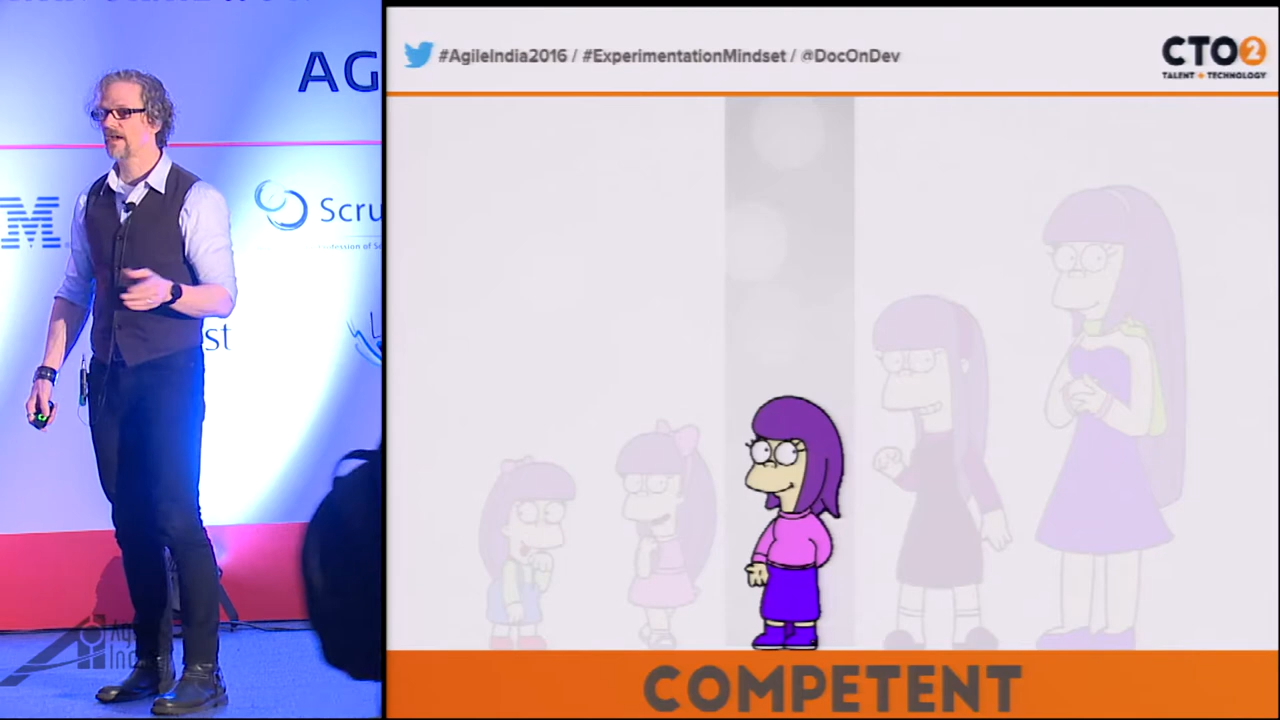 AG
M
Scru
st
#AgileIndia2016 / #ExperimentationMindset / @DocOnDev
CTO2
TALENT + TECHNOLOGY
COMPETENT